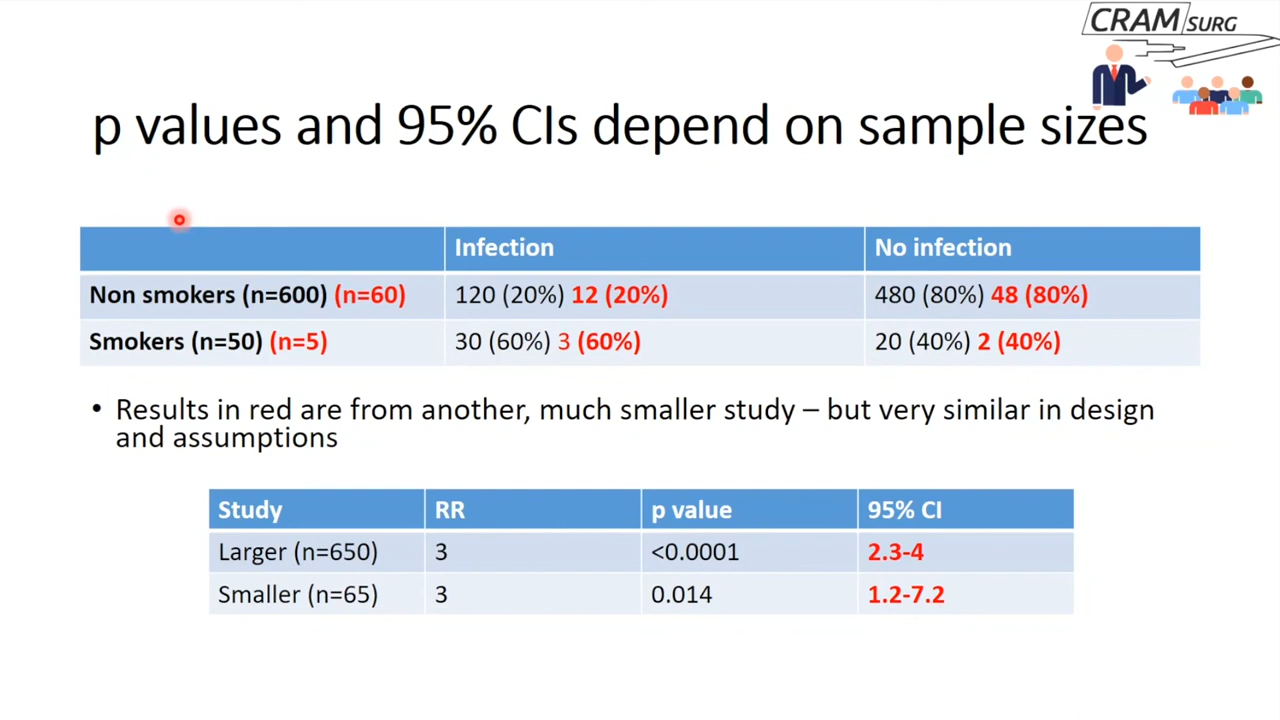 CRAM SURG
p values and 95% CIs depend on sample sizes
Infection No infection
Non smokers (n=600) (n=60) 120 (20%) 12 (20%) 480 (80%) 48 (80%)
Smokers (n=50) (n=5) 30 (60%) 3 (60%) 20 (40%) 2 (40%)
• Results in red are from another, much smaller study – but very similar in design
and assumptions
Study RR p value 95% CI
Larger (n=650) 3 <0.0001 2.3-4
Smaller (n=65) 3 0.014 1.2-7.2